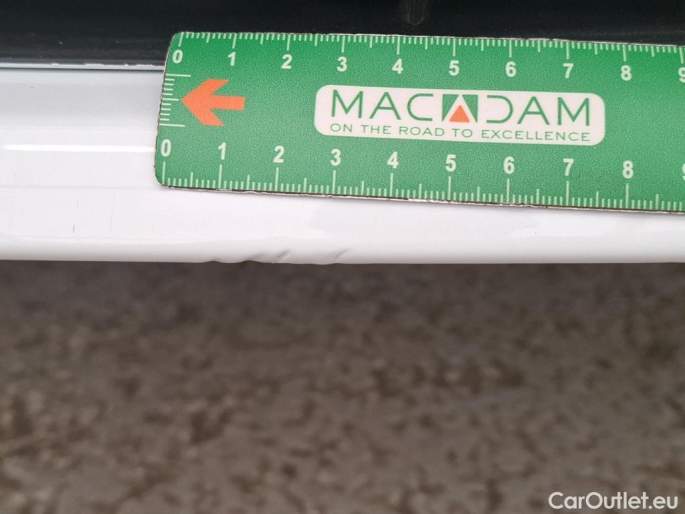 0 1 2 3 4 5 6 7 8
MACADAM
ON THE ROAD TO EXCELLENCE
0 1 2 3 4 5 6 7 8
CarOutlet.eu